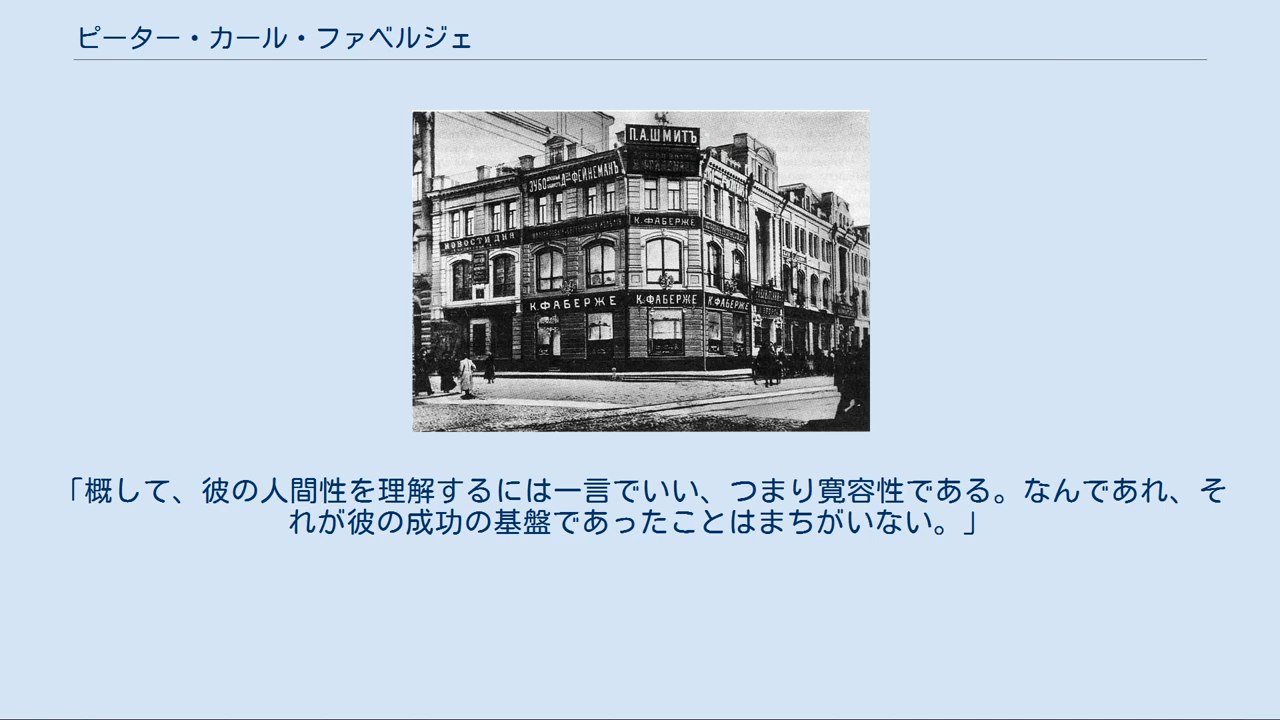 ピーター・カール・ファベルジェ
П.А.ШМИТЪ
ЗУБО
ФЕЙНЕМАНЪ
К.ФАБЕРЖЕ
НОВОСТИ ДНЯ
К.ФАБЕРЖЕ
К.ФАБЕРЖЕ
К.ФАБЕРЖЕ
「概して、彼の人間性を理解するには一言でいい、つまり寛容性である。なんであれ、そ
れが彼の成功の基盤であったことはまちがいない。」